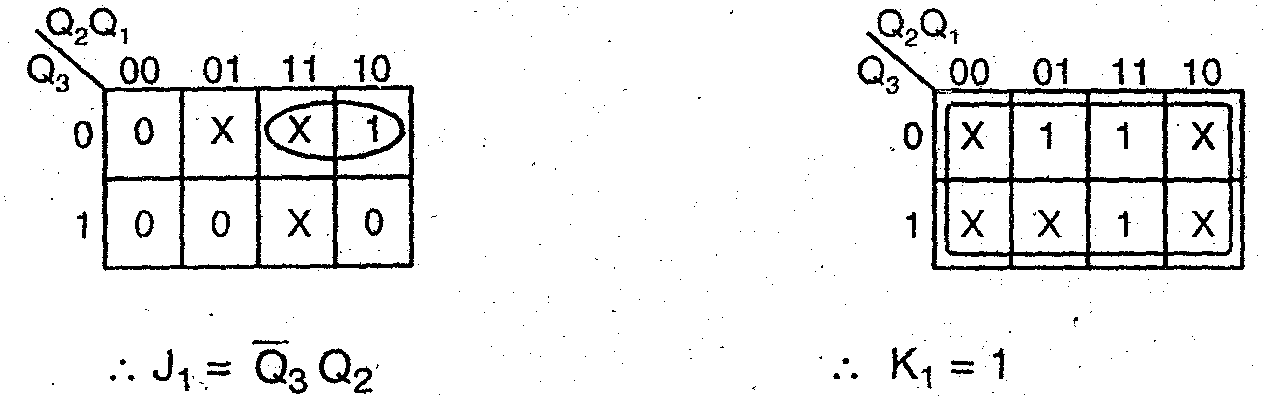 Q₂Q₁ Q₂Q₁
Q₃ 00 01 11 10 Q₃ 00 01 11 10
0 0 X X 1 0 X 1 1 X
1 0 0 X 0 1 X X 1 X
∴ J₁ = Q̅₃ Q₂ ∴ K₁ = 1